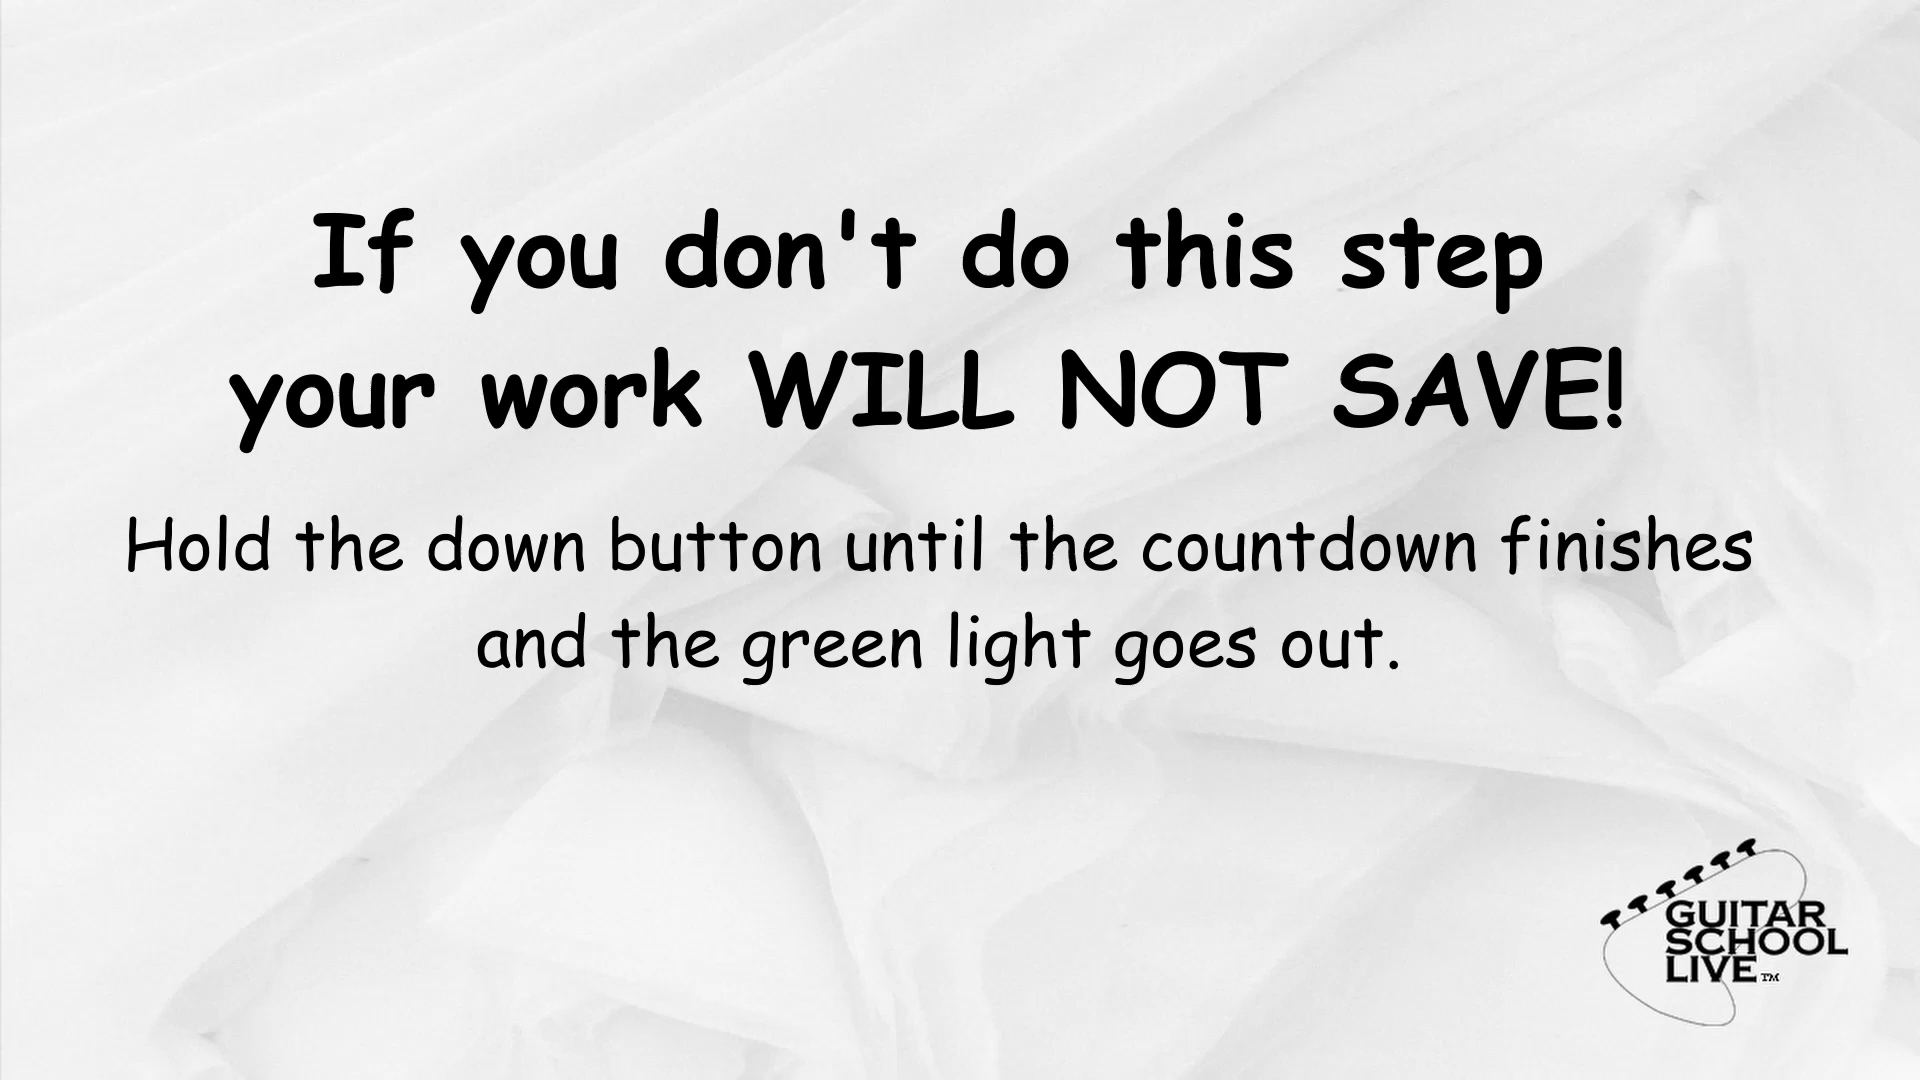 If you don't do this step
your work WILL NOT SAVE!
Hold the down button until the countdown finishes
and the green light goes out.
GUITAR
SCHOOL
LIVE™